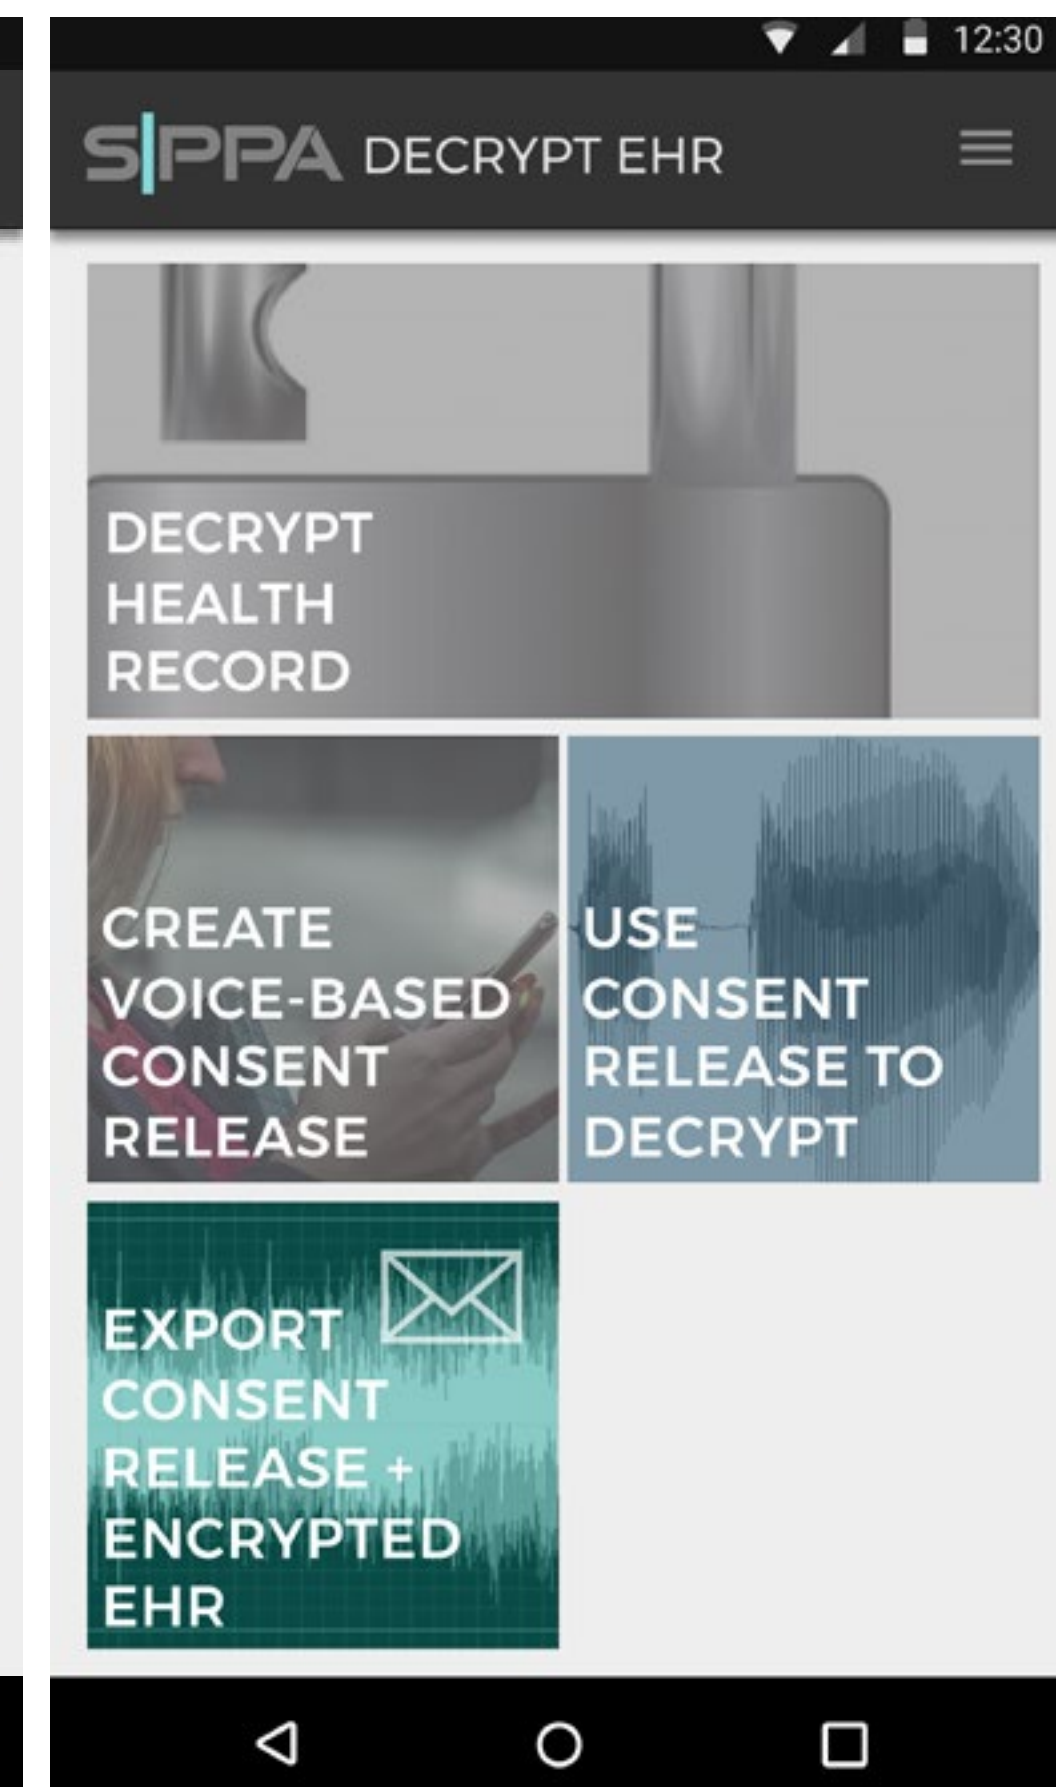 12:30
SIPPA DECRYPT EHR
DECRYPT
HEALTH
RECORD
CREATE
VOICE-BASED
CONSENT
RELEASE
USE
CONSENT
RELEASE TO
DECRYPT
EXPORT
CONSENT
RELEASE +
ENCRYPTED
EHR